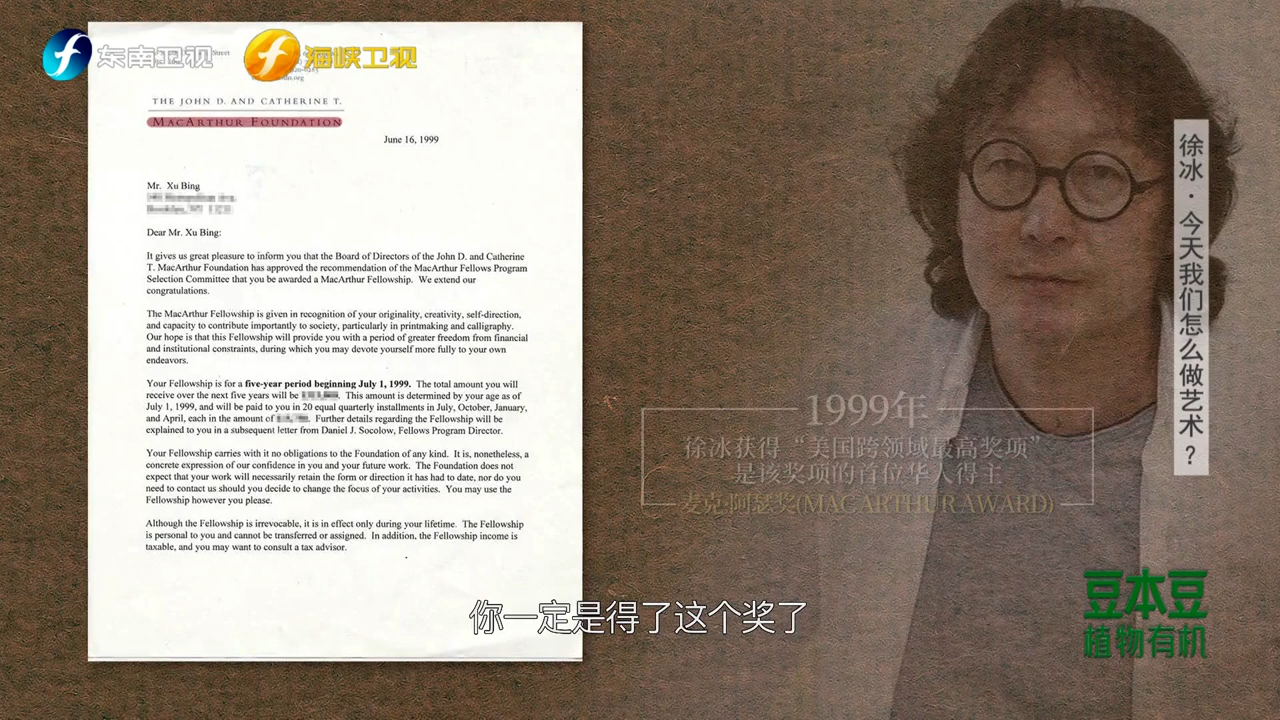 东南卫视
海峡卫视
THE JOHN D. AND CATHERINE T.
MACARTHUR FOUNDATION
June 16, 1999
Mr. Xu Bing
Dear Mr. Xu Bing:
It gives us great pleasure to inform you that the Board of Directors of the John D. and Catherine
T. MacArthur Foundation has approved the recommendation of the MacArthur Fellows Program
Selection Committee that you be awarded a MacArthur Fellowship. We extend our
congratulations.
The MacArthur Fellowship is given in recognition of your originality, creativity, self-direction,
and capacity to contribute importantly to society, particularly in printmaking and calligraphy.
Our hope is that this Fellowship will provide you with a period of greater freedom from financial
and institutional constraints, during which you may devote yourself more fully to your own
endeavors.
Your Fellowship is for a five-year period beginning July 1, 1999. The total amount you will
receive over the next five years will be . This amount is determined by your age as of
July 1, 1999, and will be paid to you in 20 equal quarterly installments in July, October, January,
and April, each in the amount of . Further details regarding the Fellowship will be
explained to you in a subsequent letter from Daniel J. Socolow, Fellows Program Director.
Your Fellowship carries with it no obligations to the Foundation of any kind. It is, nonetheless, a
concrete expression of our confidence in you and your future work. The Foundation does not
expect that your work will necessarily retain the form or direction it has had to date, nor do you
need to contact us should you decide to change the focus of your activities. You may use the
Fellowship however you please.
Although the Fellowship is irrevocable, it is in effect only during your lifetime. The Fellowship
is personal to you and cannot be transferred or assigned. In addition, the Fellowship income is
taxable, and you may want to consult a tax advisor.
1999年
徐冰获得“美国跨领域最高奖项”
是该奖项的首位华人得主
麦克·阿瑟奖(MAC ARTHUR AWARD)
徐冰·今天我们怎么做艺术？
你一定是得了这个奖了
豆本豆
植物有机